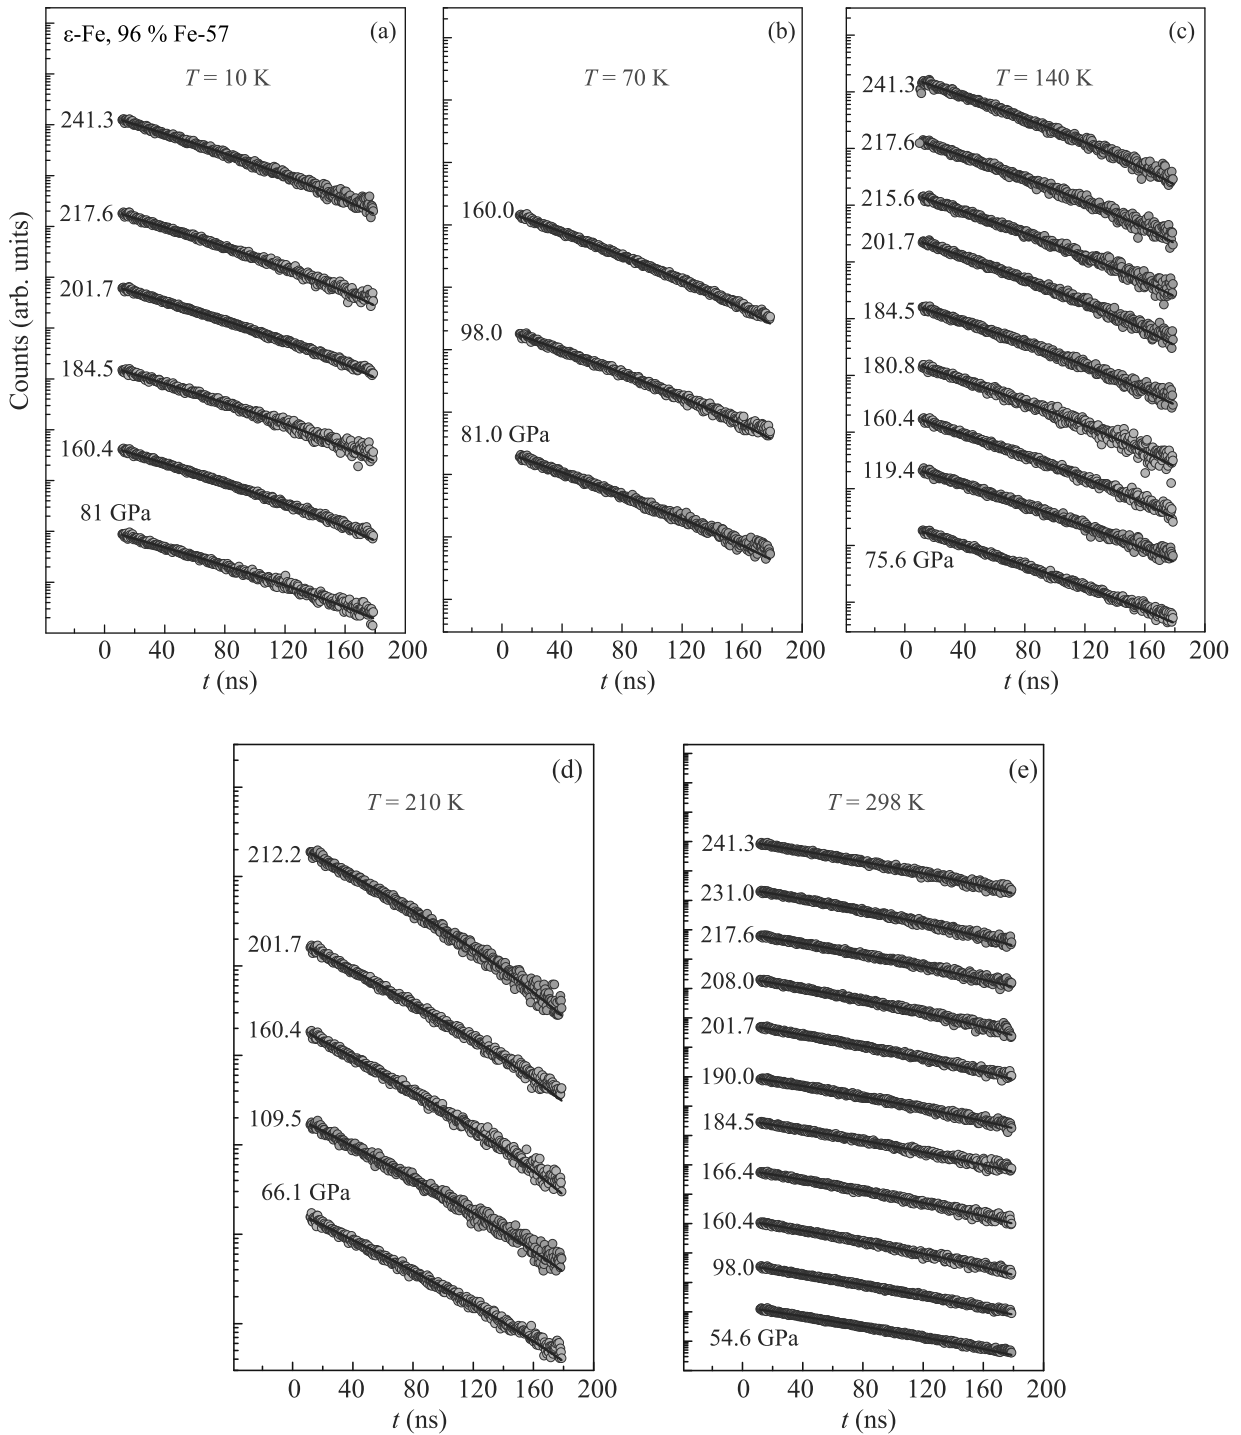 ε-Fe, 96 % Fe-57
(a)
T = 10 K
241.3
217.6
201.7
184.5
160.4
81 GPa
Counts (arb. units)
0 40 80 120 160 200
t (ns)
(b)
T = 70 K
160.0
98.0
81.0 GPa
0 40 80 120 160 200
t (ns)
(c)
T = 140 K
241.3
217.6
215.6
201.7
184.5
180.8
160.4
119.4
75.6 GPa
0 40 80 120 160 200
t (ns)
(d)
T = 210 K
212.2
201.7
160.4
109.5
66.1 GPa
0 40 80 120 160 200
t (ns)
(e)
T = 298 K
241.3
231.0
217.6
208.0
201.7
190.0
184.5
166.4
160.4
98.0
54.6 GPa
0 40 80 120 160 200
t (ns)